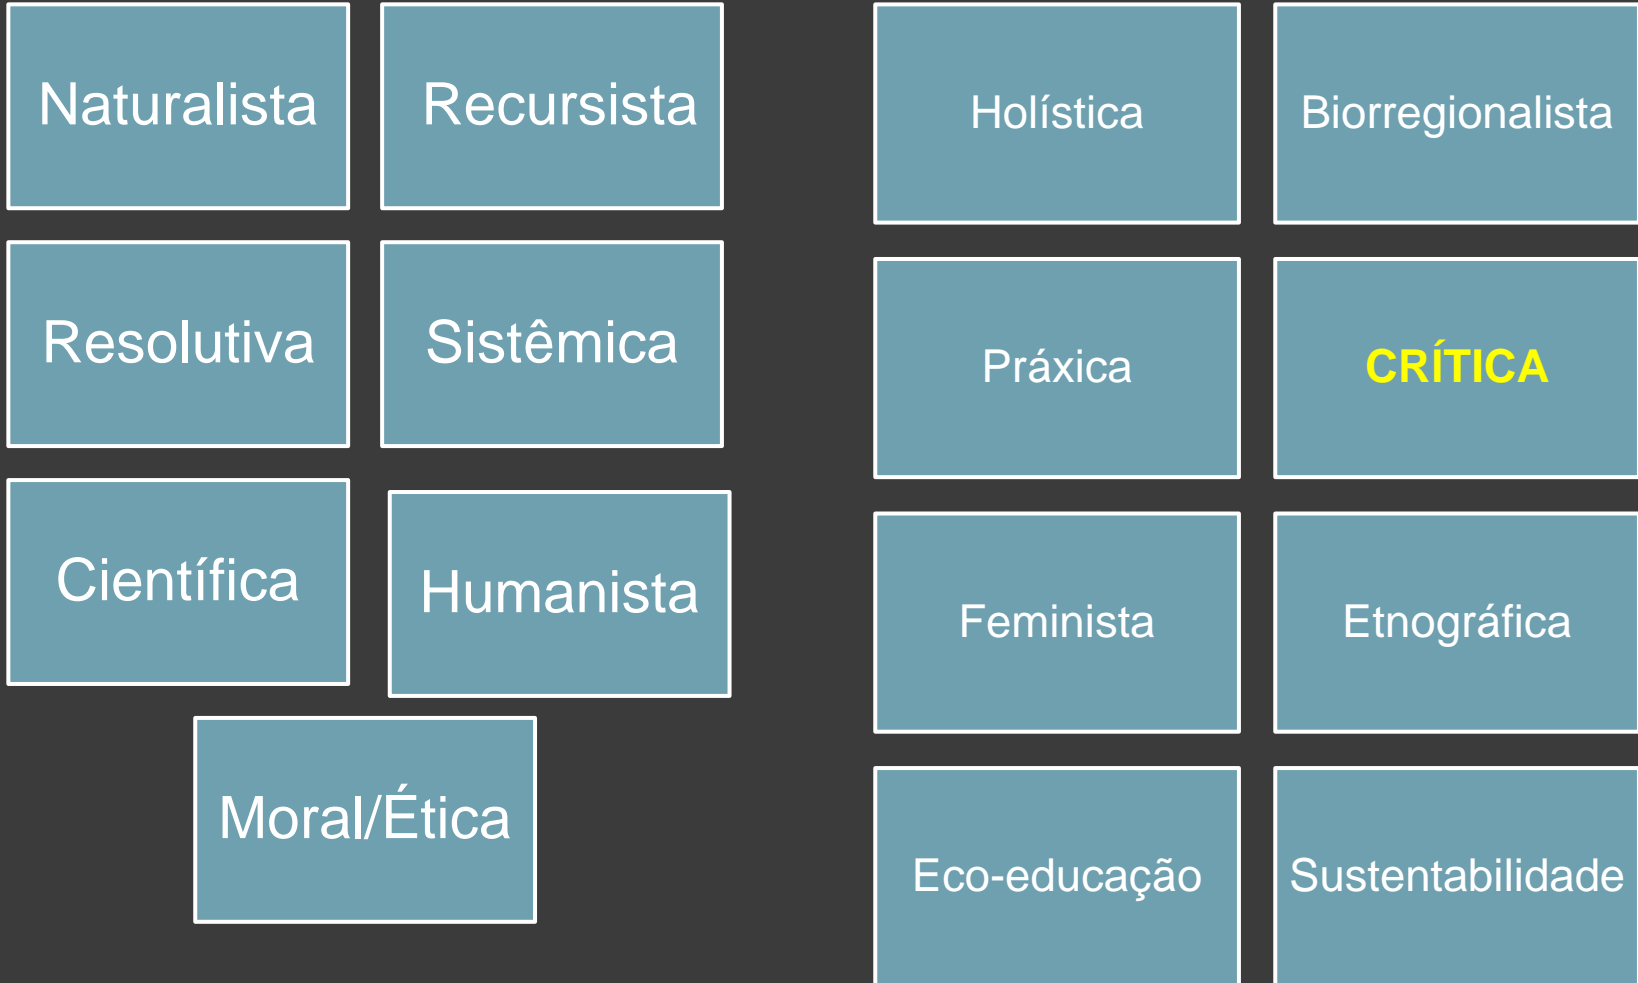 Naturalista
Recursista
Resolutiva
Sistêmica
Científica
Humanista
Moral/Ética
Holística
Biorregionalista
Práxica
CRÍTICA
Feminista
Etnográfica
Eco-educação
Sustentabilidade